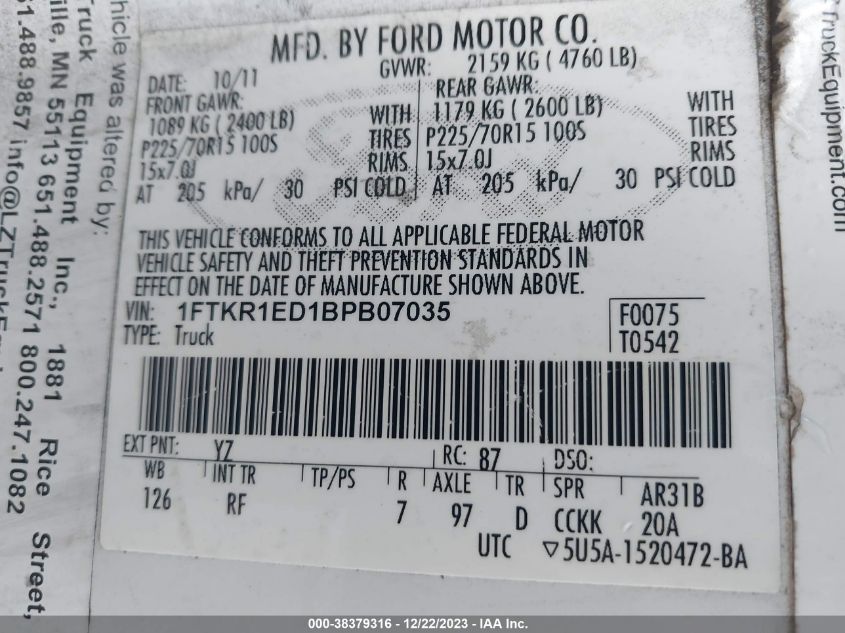 MFD. BY FORD MOTOR CO.
DATE: 10/11
GVWR: 2159 KG ( 4760 LB)
FRONT GAWR:
1089 KG ( 2400 LB)
P225/70R15 100S
15x7.0J
WITH
TIRES
RIMS
AT 205 kPa/ 30 PSI COLD
REAR GAWR:
1179 KG ( 2600 LB)
P225/70R15 100S
15x7.0J
WITH
TIRES
RIMS
AT 205 kPa/ 30 PSI COLD
THIS VEHICLE CONFORMS TO ALL APPLICABLE FEDERAL MOTOR
VEHICLE SAFETY AND THEFT PREVENTION STANDARDS IN
EFFECT ON THE DATE OF MANUFACTURE SHOWN ABOVE.
VIN: 1FTKR1ED1BPB07035
TYPE: Truck
F0075
T0542
EXT PNT: YZ RC: 87 DSO:
WB INT TR TP/PS R AXLE TR SPR AR31B
126 RF 7 97 D CCKK 20A
UTC ▽5U5A-1520472-BA
hicle was altered by:
Truck Equipment Inc., 1881 Rice Street,
ille, MN 55113 651.488.2571 800.247.1082
51.488.9857 info@LZTruckEqui
TruckEquipment.com
000-38379316 - 12/22/2023 - IAA Inc.